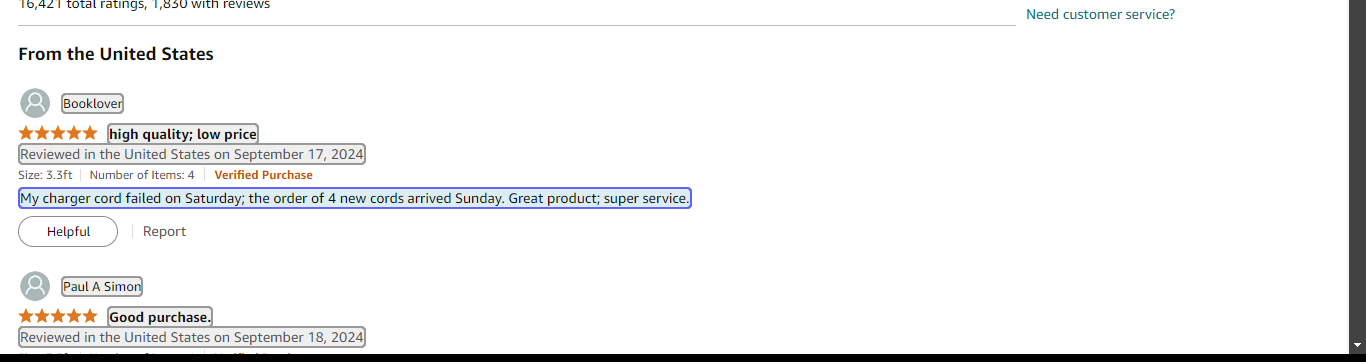 16,421 total ratings, 1,830 with reviews
Need customer service?
From the United States
Booklover
high quality; low price
Reviewed in the United States on September 17, 2024
Size: 3.3ft | Number of Items: 4 | Verified Purchase
My charger cord failed on Saturday; the order of 4 new cords arrived Sunday. Great product; super service.
Helpful | Report
Paul A Simon
Good purchase.
Reviewed in the United States on September 18, 2024